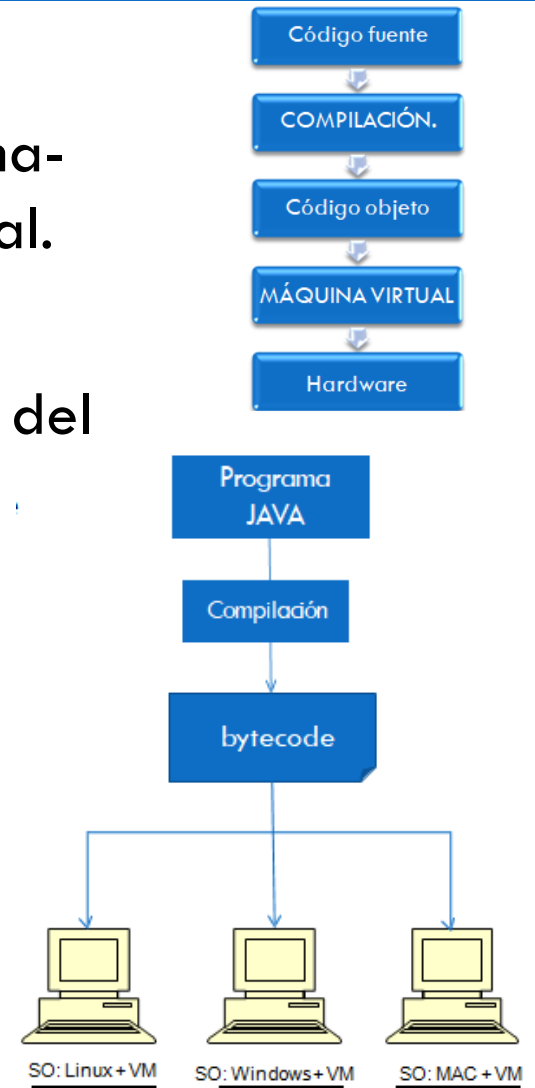 Código fuente
COMPILACIÓN.
na-
Código objeto
al.
MÁQUINA VIRTUAL
Hardware
del
Programa
JAVA
Compilación
bytecode
SO: Linux + VM
SO: Windows + VM
SO: MAC + VM